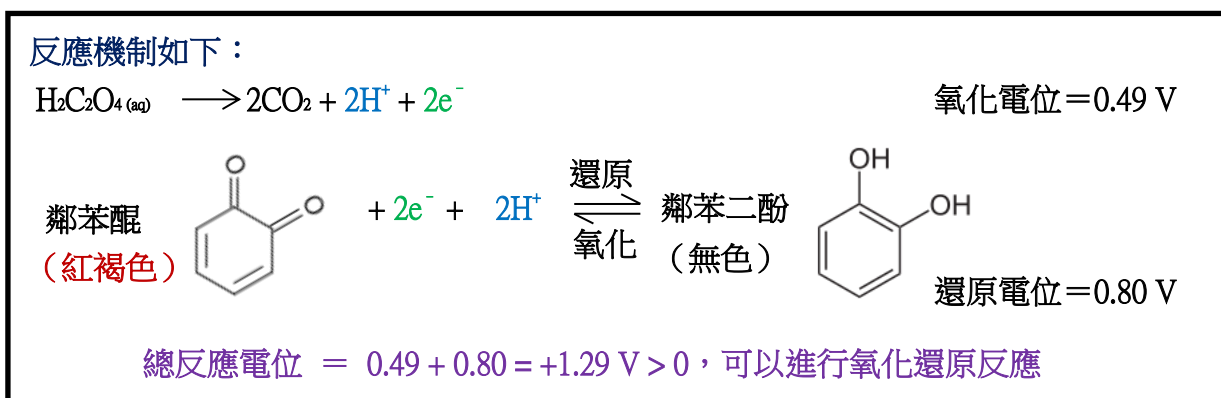 反應機制如下：
H₂C₂O₄ (aq) ⟶ 2CO₂ + 2H⁺ + 2e⁻ 氧化電位＝0.49 V
鄰苯醌 O O + 2e⁻ + 2H⁺ 還原 ⇌ 氧化 鄰苯二酚 OH OH
（紅褐色） （無色）
還原電位＝0.80 V
總反應電位 ＝ 0.49 + 0.80 = +1.29 V > 0，可以進行氧化還原反應